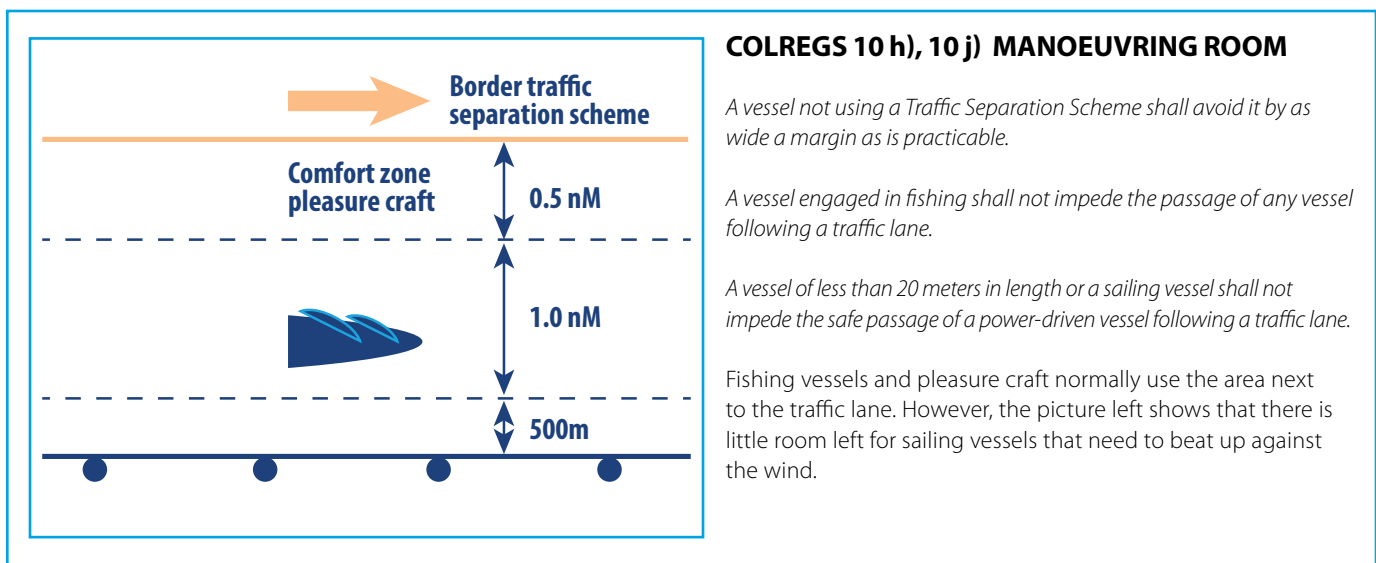 Border traffic
separation scheme
Comfort zone
pleasure craft
0.5 nM
1.0 nM
500m
COLREGS 10 h), 10 j) MANOEUVRING ROOM
A vessel not using a Traffic Separation Scheme shall avoid it by as
wide a margin as is practicable.
A vessel engaged in fishing shall not impede the passage of any vessel
following a traffic lane.
A vessel of less than 20 meters in length or a sailing vessel shall not
impede the safe passage of a power-driven vessel following a traffic lane.
Fishing vessels and pleasure craft normally use the area next
to the traffic lane. However, the picture left shows that there is
little room left for sailing vessels that need to beat up against
the wind.